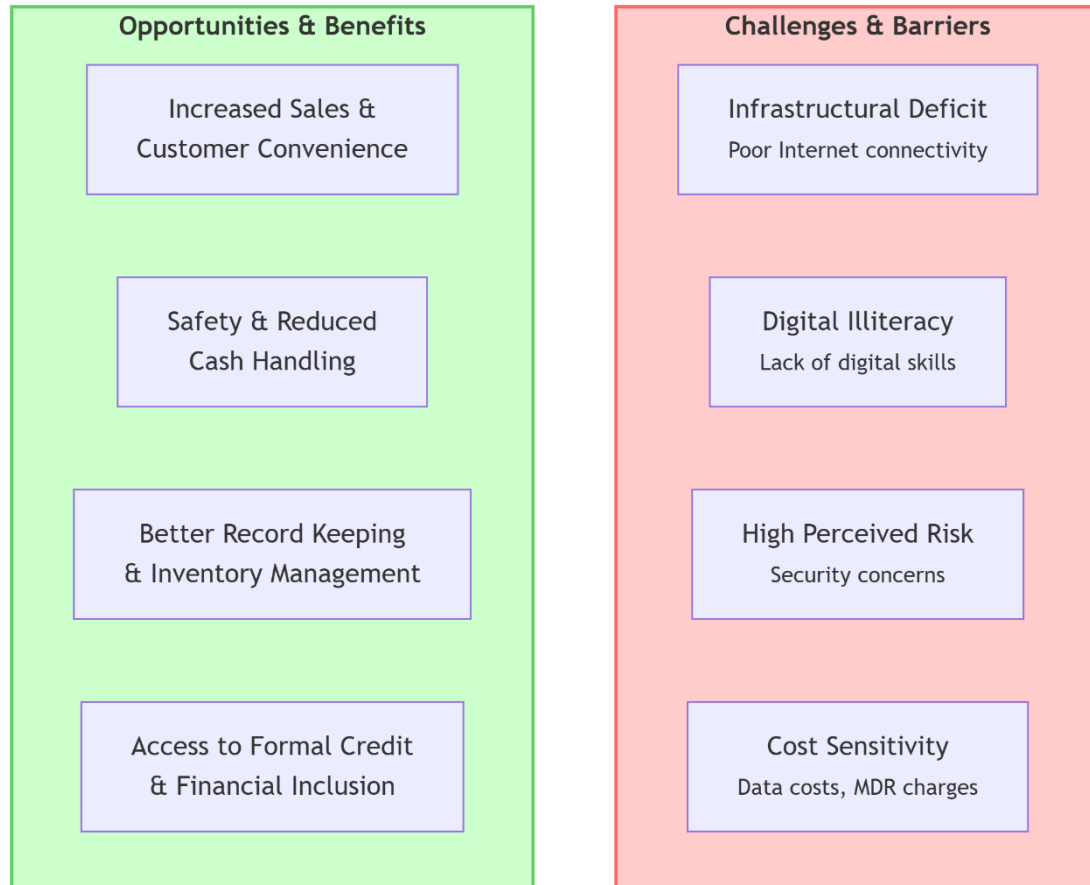 Opportunities & Benefits
Increased Sales &
Customer Convenience
Safety & Reduced
Cash Handling
Better Record Keeping
& Inventory Management
Access to Formal Credit
& Financial Inclusion
Challenges & Barriers
Infrastructural Deficit
Poor Internet connectivity
Digital Illiteracy
Lack of digital skills
High Perceived Risk
Security concerns
Cost Sensitivity
Data costs, MDR charges